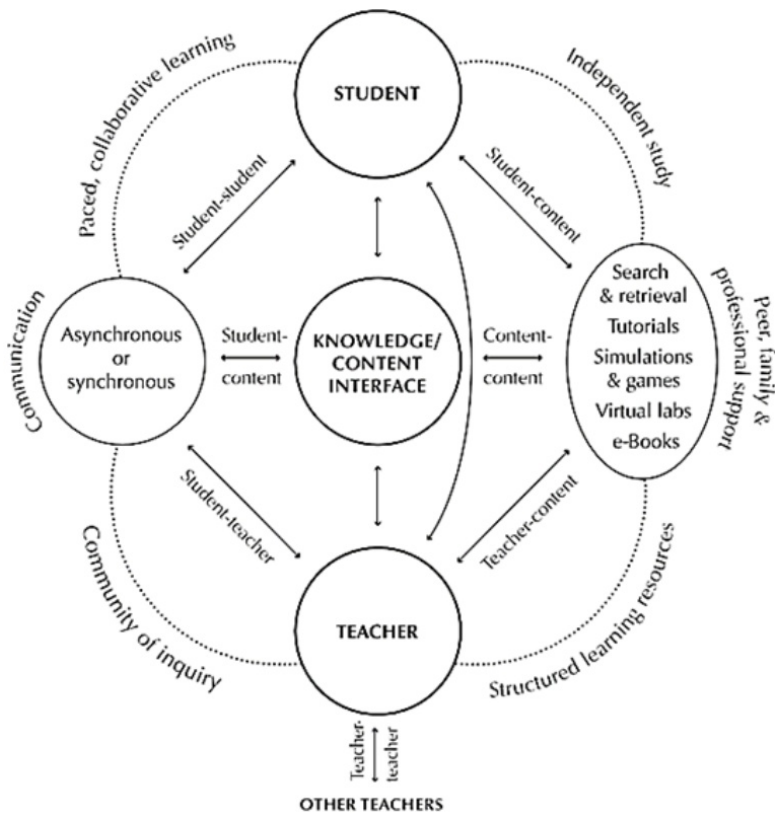 Paced, collaborative learning
STUDENT
Independent study
Student-student
Student-content
Communication
Asynchronous
or
synchronous
Student-
content
KNOWLEDGE/
CONTENT
INTERFACE
Content-
content
Search
& retrieval
Tutorials
Simulations
& games
Virtual labs
e-Books
Peer, family &
professional support
Student-teacher
Teacher-content
Community of inquiry
TEACHER
Structured learning resources
Teacher-
teacher
OTHER TEACHERS